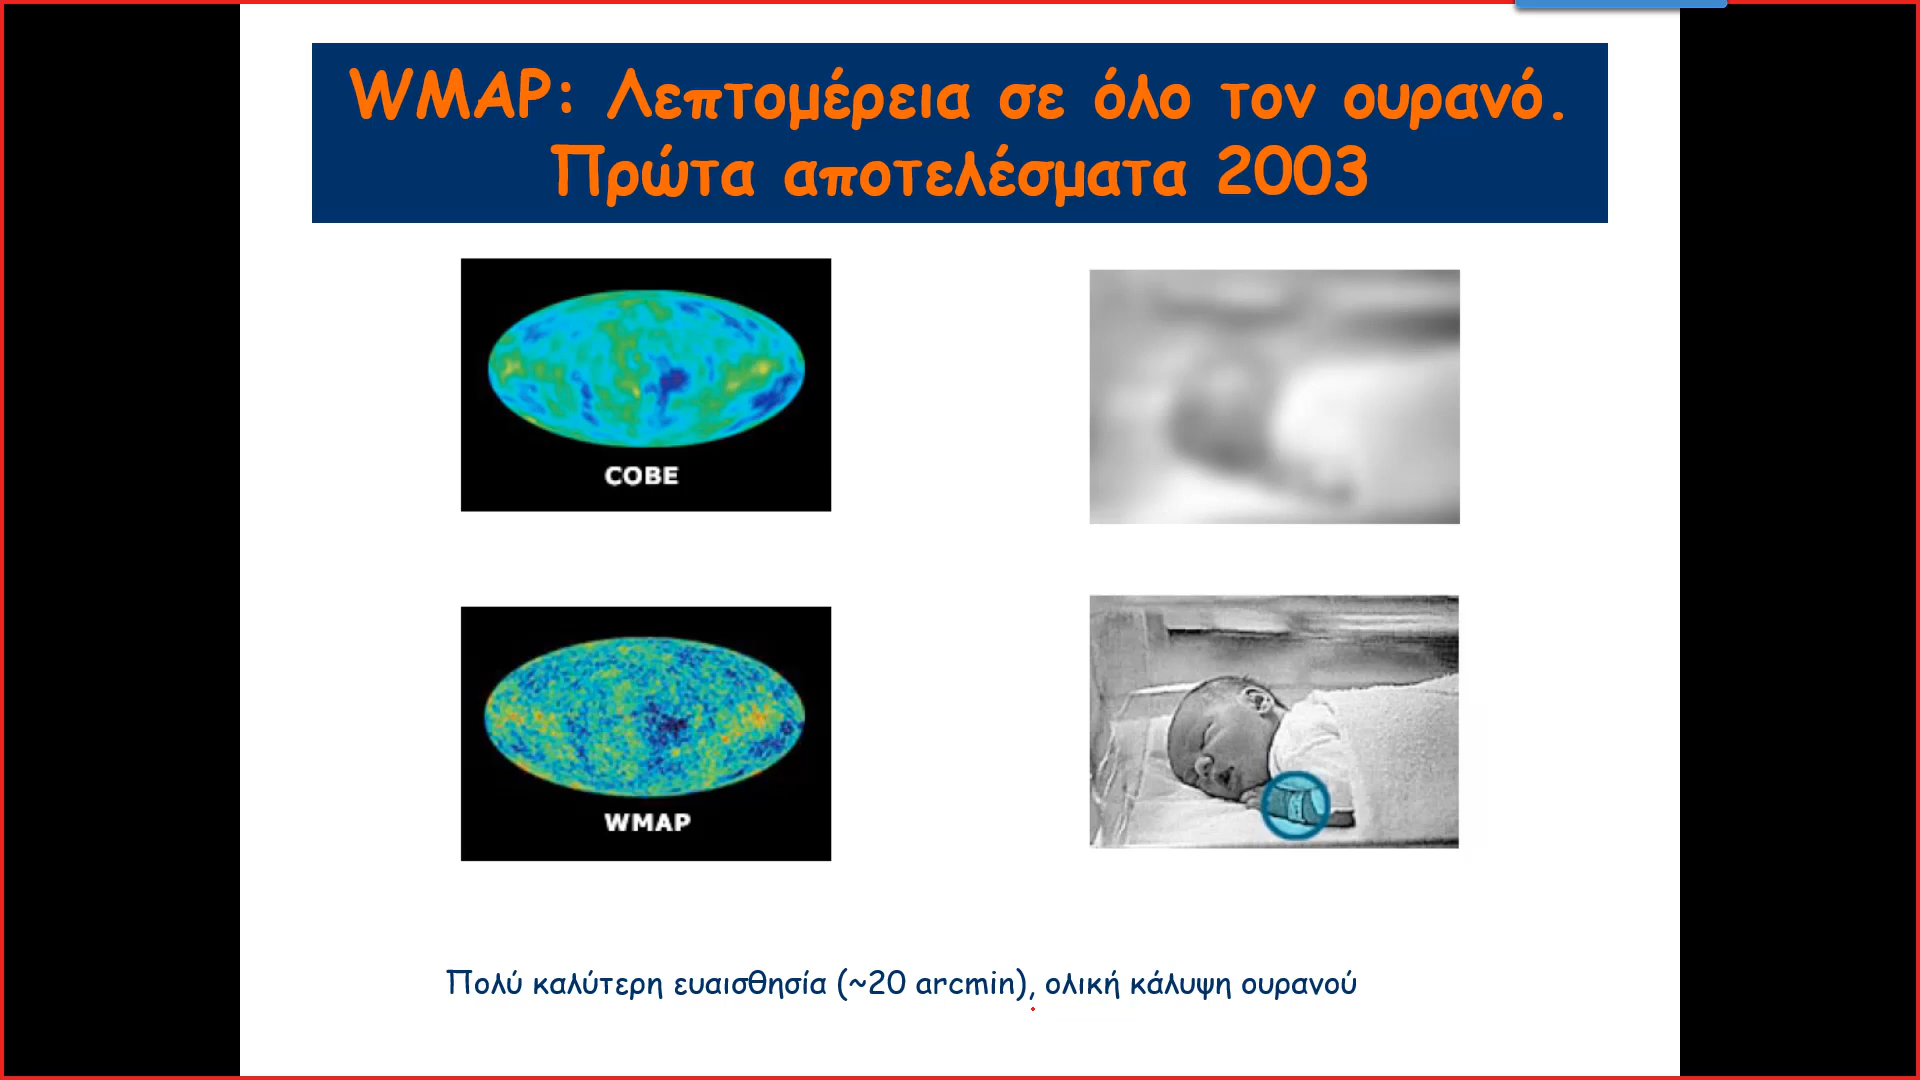 WMAP: Λεπτομέρεια σε όλο τον ουρανό.
Πρώτα αποτελέσματα 2003
COBE
WMAP
Πολύ καλύτερη ευαισθησία (~20 arcmin), ολική κάλυψη ουρανού